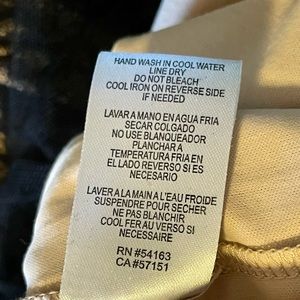 HAND WASH IN COOL WATER
LINE DRY
DO NOT BLEACH
COOL IRON ON REVERSE SIDE
IF NEEDED
LAVAR A MANO EN AGUA FRIA
SECAR COLGADO
NO USE BLANQUEADOR
PLANCHAR A
TEMPERATURA FRIA EN
EL REVERSO SI ES
NECESARIO
LAVER A LA MAIN A L'EAU FROIDE
SUSPENDRE POUR SECHER
NE PAS BLANCHIR
COOL FER AU VERSO SI
NECESSAIRE
RN #54163
CA#57151